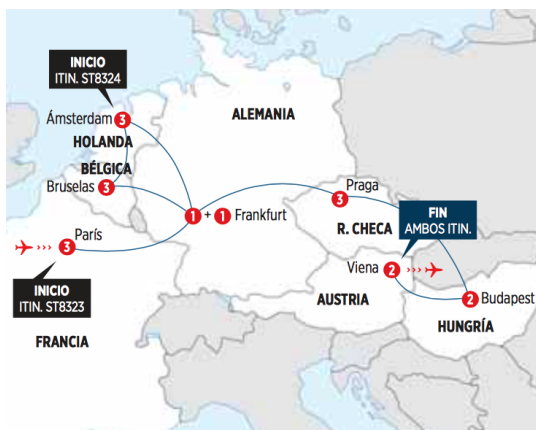 INICIO
ITIN. ST8324
Ámsterdam 3
HOLANDA
ALEMANIA
BÉLGICA
Bruselas 3
Praga
3
1 + 1 Frankfurt
R. CHECA
FIN
AMBOS ITIN.
París
3
Viena 2
INICIO
ITIN. ST8323
AUSTRIA
2 Budapest
HUNGRÍA
FRANCIA